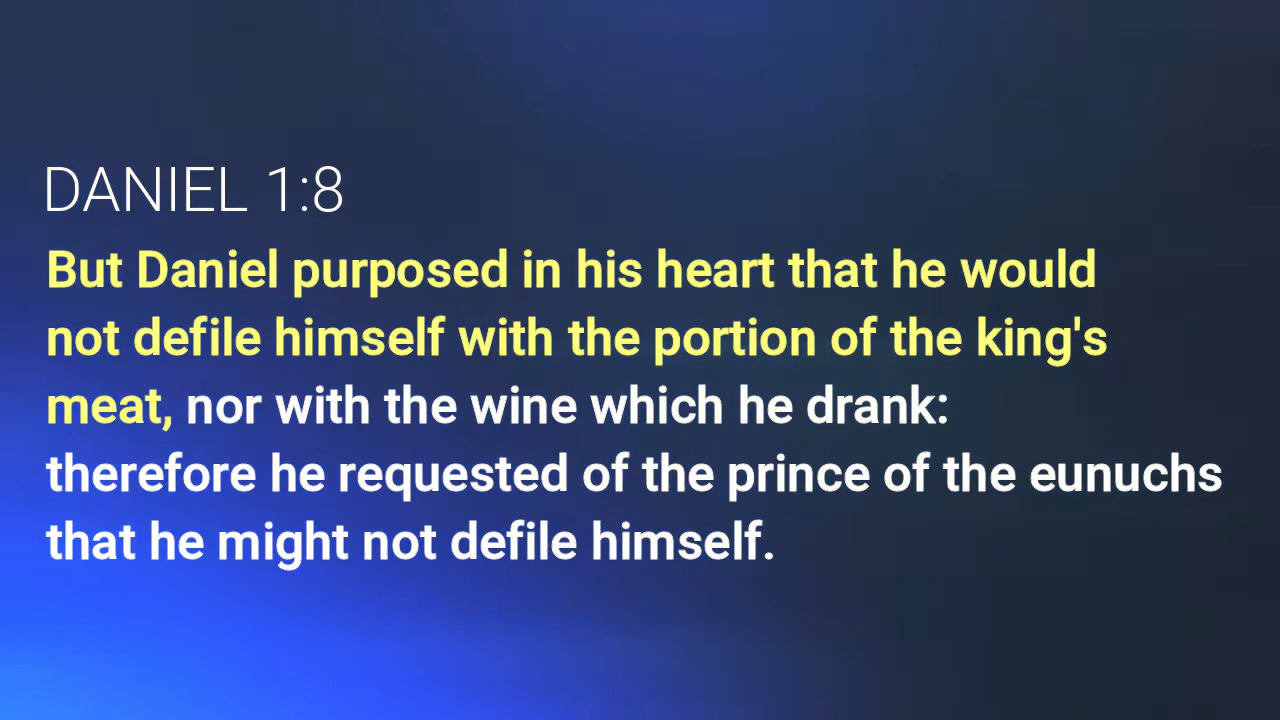 DANIEL 1:8
But Daniel purposed in his heart that he would
not defile himself with the portion of the king's
meat, nor with the wine which he drank:
therefore he requested of the prince of the eunuchs
that he might not defile himself.